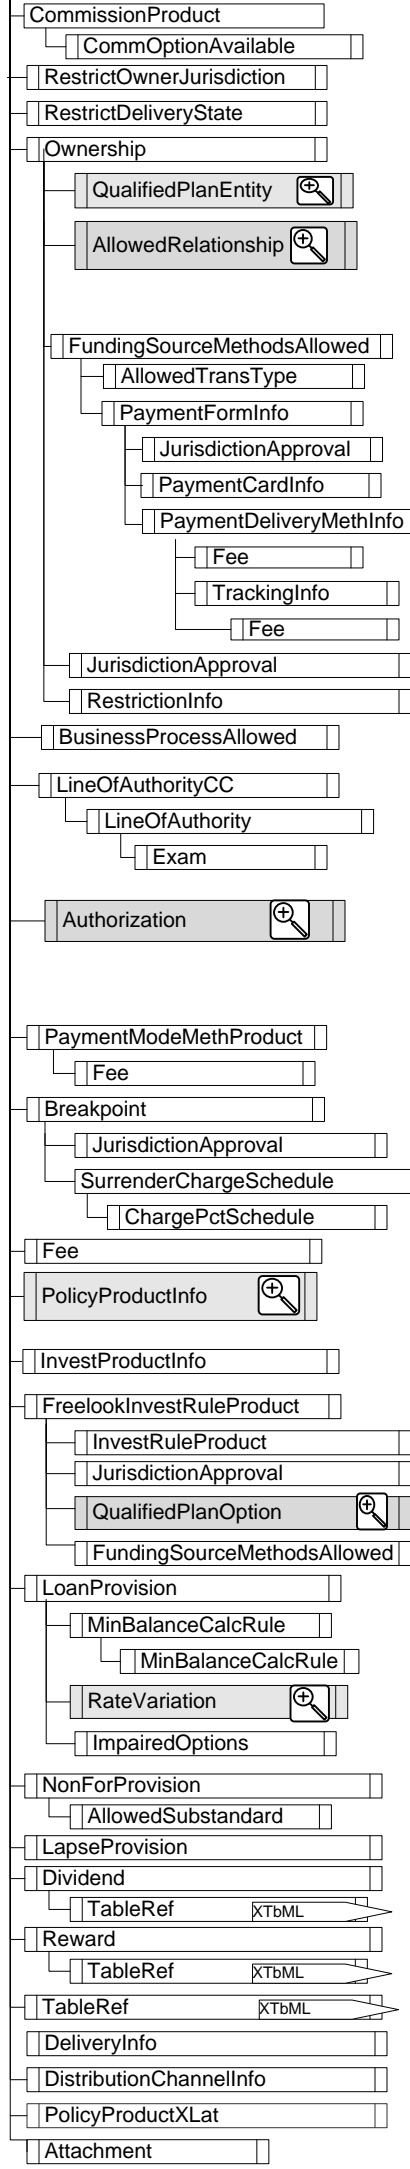 CommissionProduct
CommOptionAvailable
RestrictOwnerJurisdiction
RestrictDeliveryState
Ownership
QualifiedPlanEntity
AllowedRelationship
FundingSourceMethodsAllowed
AllowedTransType
PaymentFormInfo
JurisdictionApproval
PaymentCardInfo
PaymentDeliveryMethInfo
Fee
TrackingInfo
Fee
JurisdictionApproval
RestrictionInfo
BusinessProcessAllowed
LineOfAuthorityCC
LineOfAuthority
Exam
Authorization
PaymentModeMethProduct
Fee
Breakpoint
JurisdictionApproval
SurrenderChargeSchedule
ChargePctSchedule
Fee
PolicyProductInfo
InvestProductInfo
FreelookInvestRuleProduct
InvestRuleProduct
JurisdictionApproval
QualifiedPlanOption
FundingSourceMethodsAllowed
LoanProvision
MinBalanceCalcRule
MinBalanceCalcRule
RateVariation
ImpairedOptions
NonForProvision
AllowedSubstandard
LapseProvision
Dividend
TableRef XTbML
Reward
TableRef XTbML
TableRef XTbML
DeliveryInfo
DistributionChannelInfo
PolicyProductXLat
Attachment